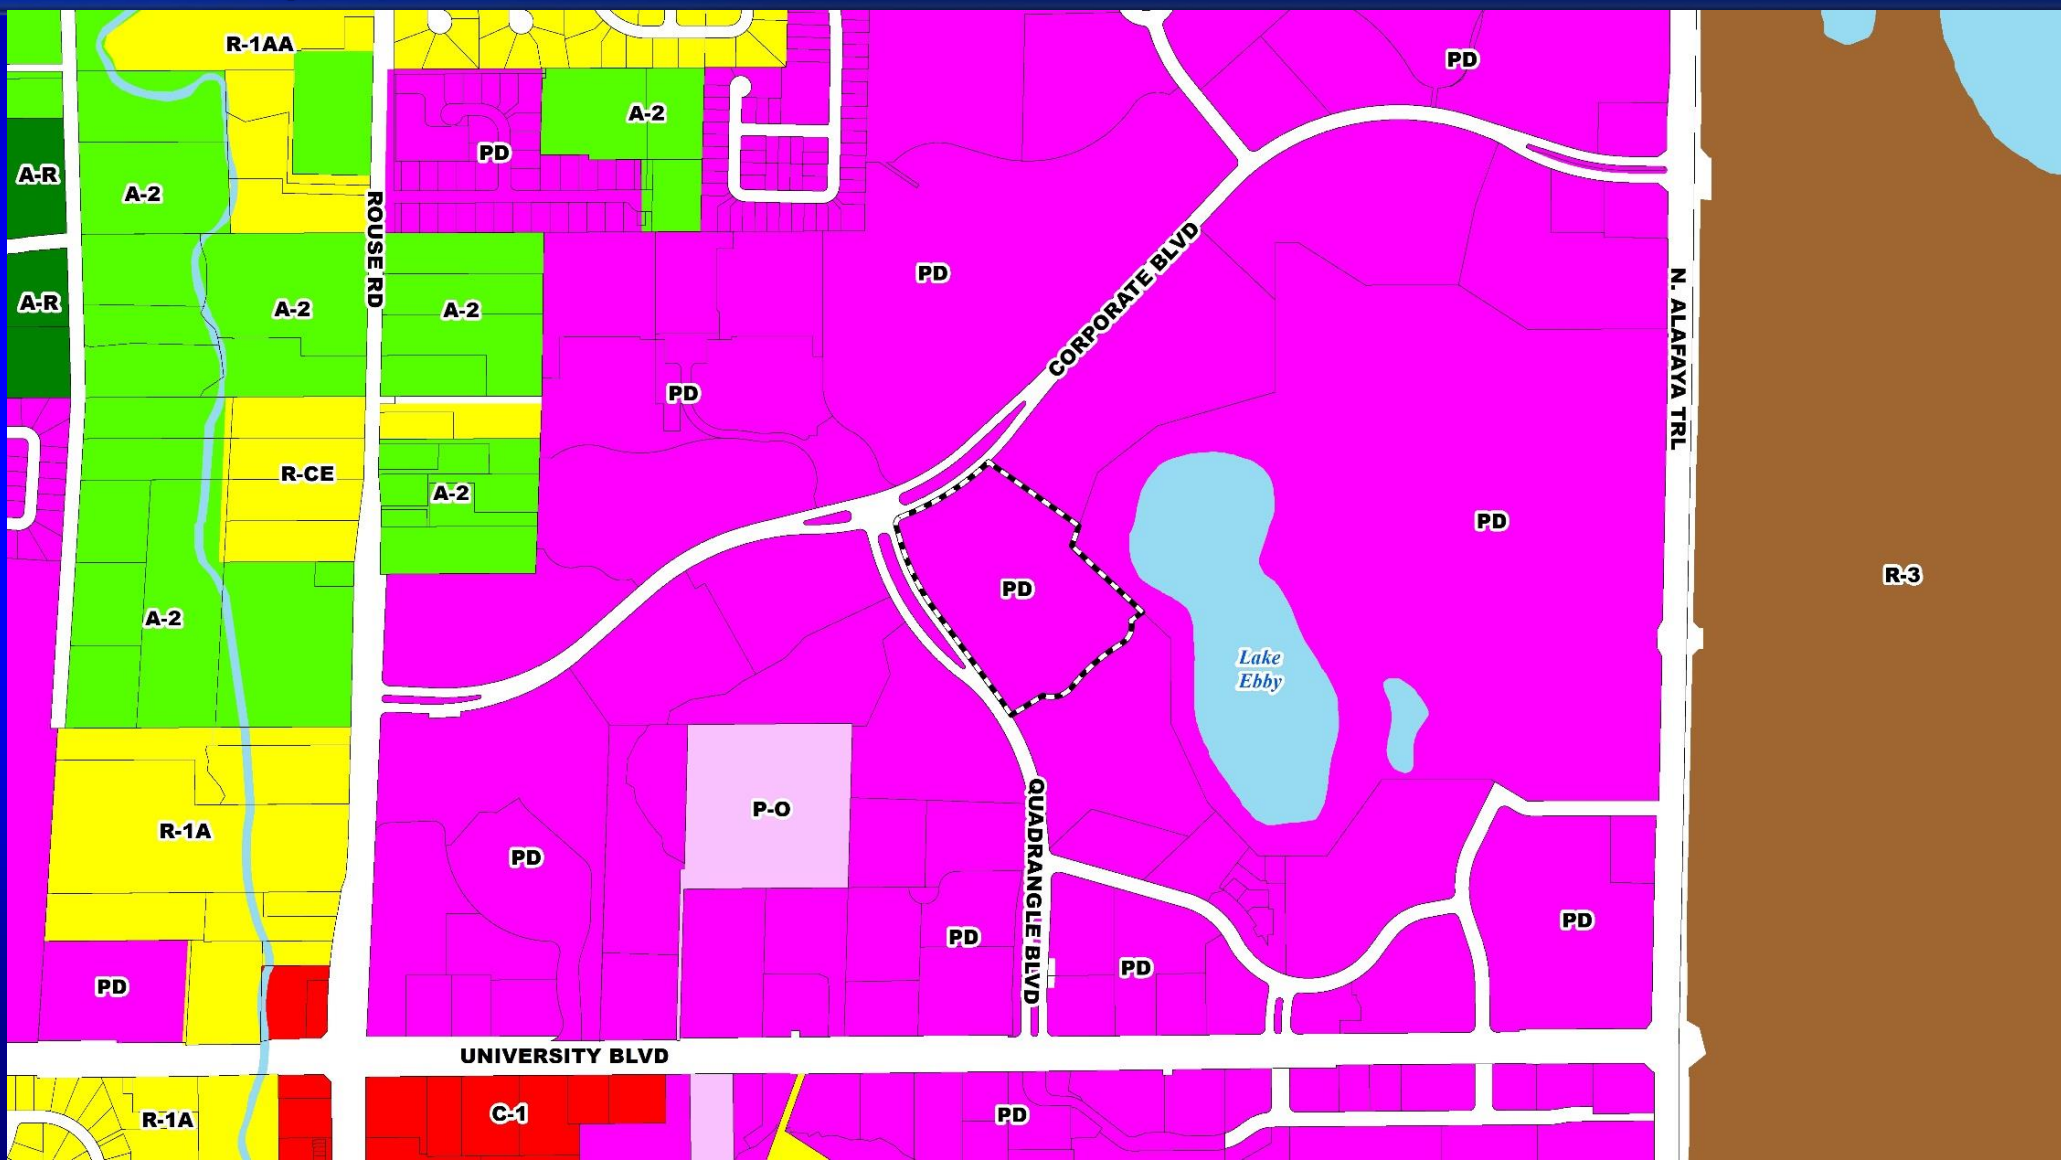 R-1AA
PD
A-2
PD
A-R
A-2
ROUSE RD
CORPORATE BLVD
PD
N. ALAFAYA TRL
A-R
A-2
A-2
PD
R-CE
A-2
PD
R-3
PD
A-2
Lake
Ebby
P-O
QUADRANGLE BLVD
R-1A
PD
PD
PD
PD
PD
UNIVERSITY BLVD
R-1A
C-1
PD